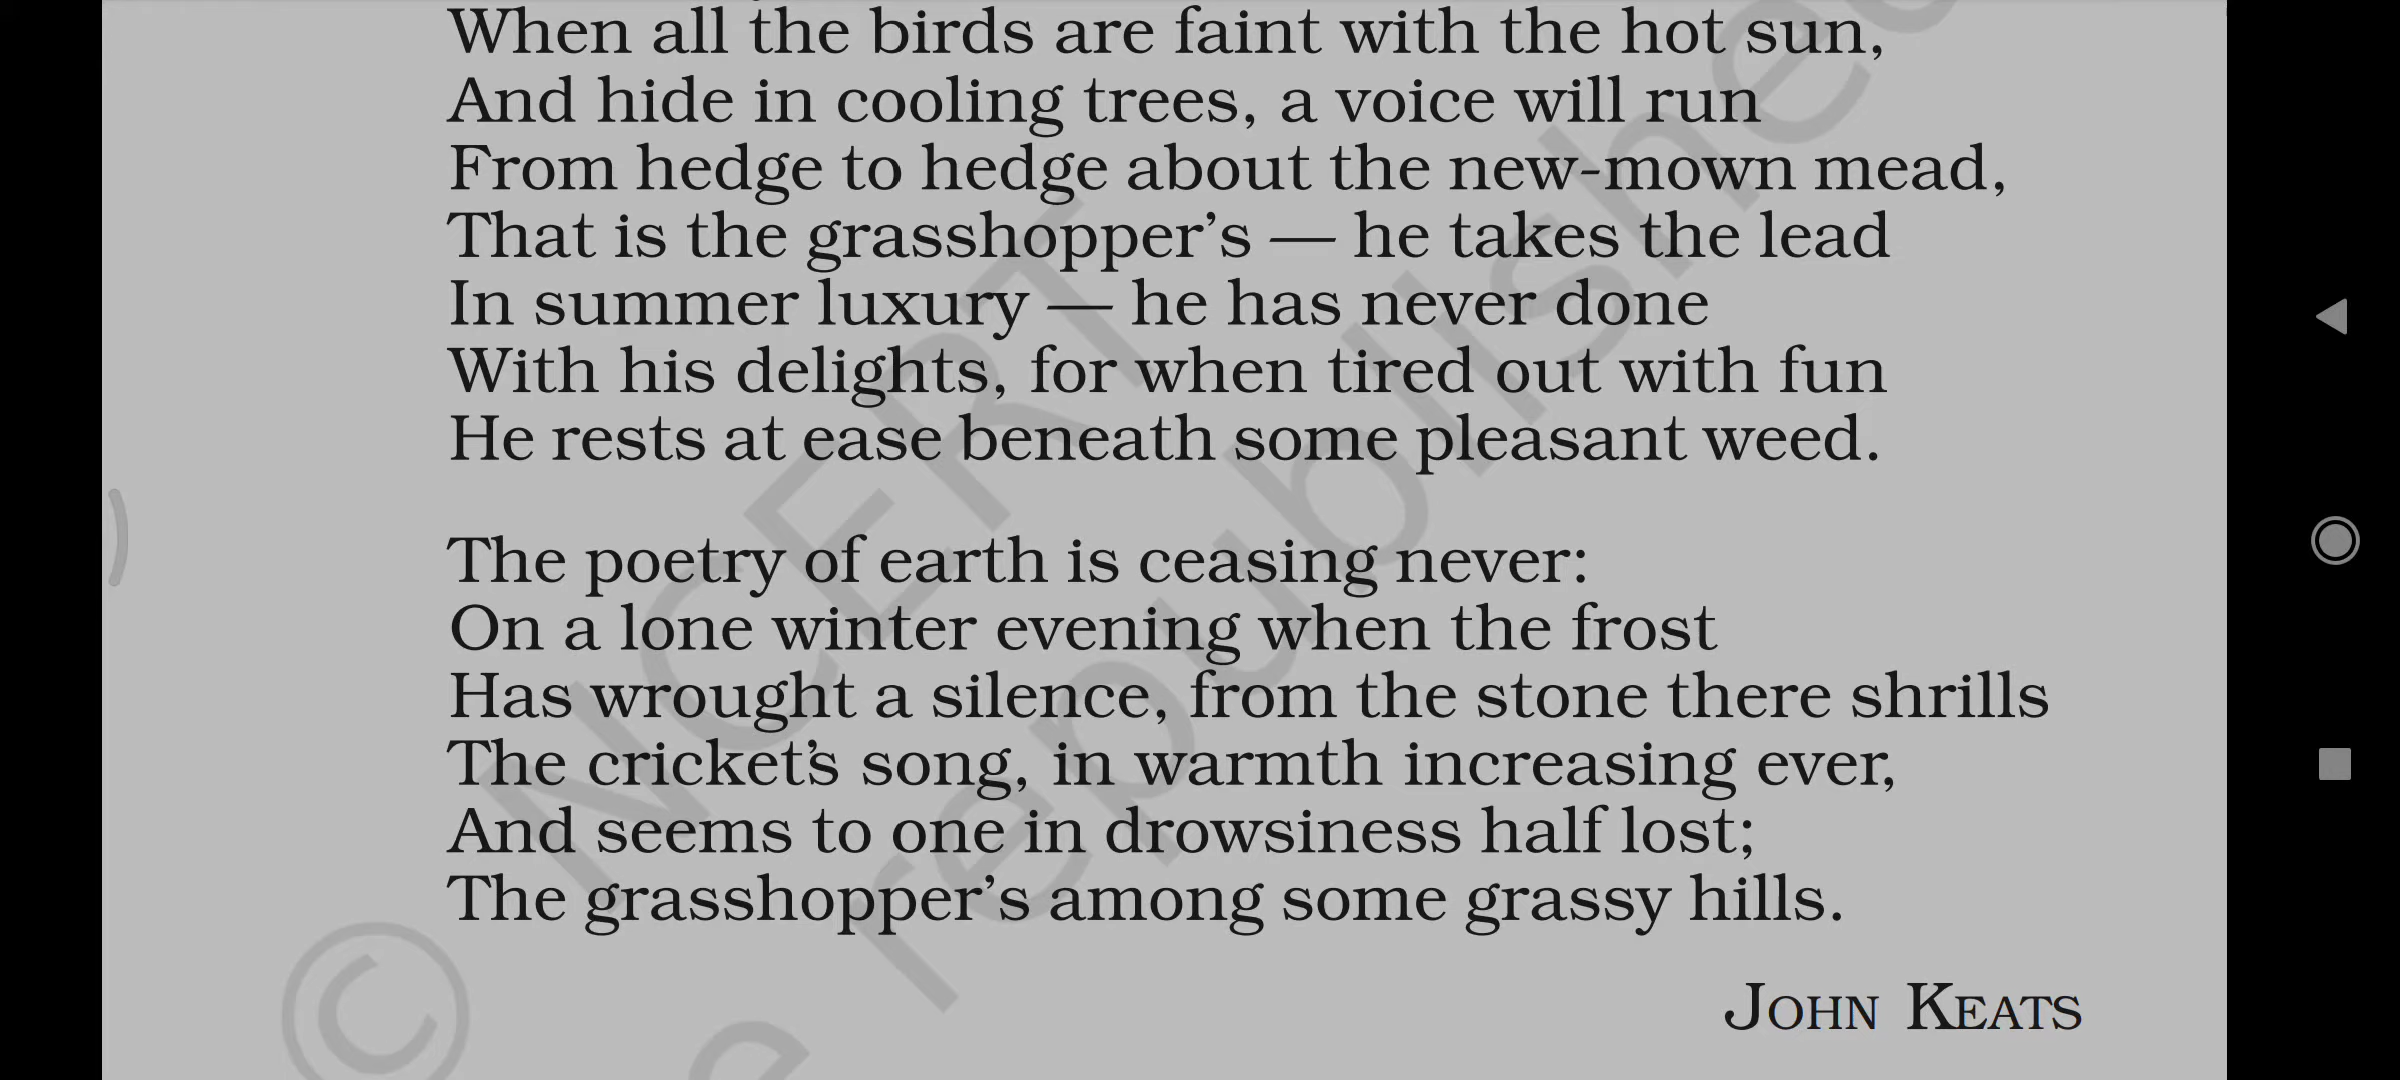 When all the birds are faint with the hot sun,
And hide in cooling trees, a voice will run
From hedge to hedge about the new-mown mead,
That is the grasshopper’s — he takes the lead
In summer luxury — he has never done
With his delights, for when tired out with fun
He rests at ease beneath some pleasant weed.
The poetry of earth is ceasing never:
On a lone winter evening when the frost
Has wrought a silence, from the stone there shrills
The cricket’s song, in warmth increasing ever,
And seems to one in drowsiness half lost;
The grasshopper’s among some grassy hills.
JOHN KEATS
© NCERT
republished